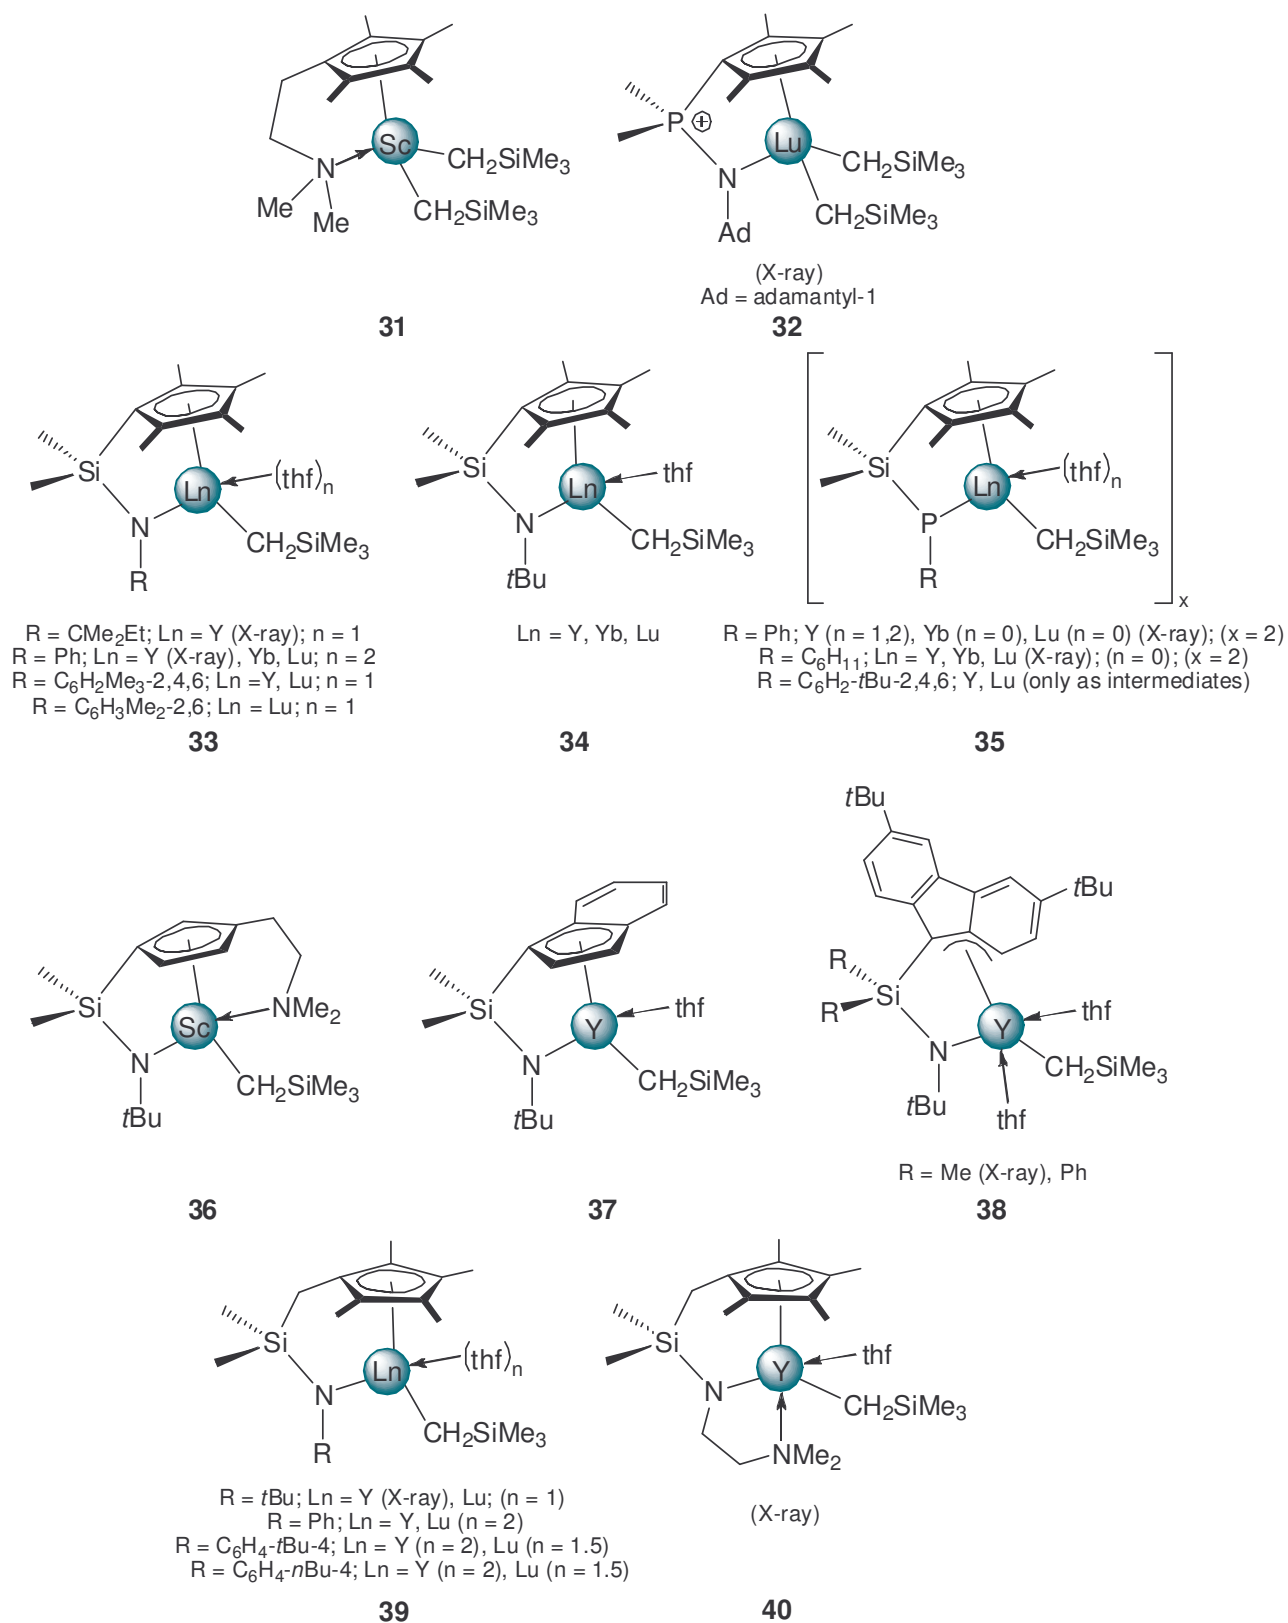 Sc
N
Me
Me
CH2SiMe3
CH2SiMe3
31
P
Lu
N
Ad
CH2SiMe3
CH2SiMe3
(X-ray)
Ad = adamantyl-1
32
Si
Ln
(thf)n
N
CH2SiMe3
R
R = CMe2Et; Ln = Y (X-ray); n = 1
R = Ph; Ln = Y (X-ray), Yb, Lu; n = 2
R = C6H2Me3-2,4,6; Ln =Y, Lu; n = 1
R = C6H3Me2-2,6; Ln = Lu; n = 1
33
Si
Ln
thf
N
CH2SiMe3
tBu
Ln = Y, Yb, Lu
34
Si
Ln
(thf)n
P
CH2SiMe3
R
x
R = Ph; Y (n = 1,2), Yb (n = 0), Lu (n = 0) (X-ray); (x = 2)
R = C6H11; Ln = Y, Yb, Lu (X-ray); (n = 0); (x = 2)
R = C6H2-tBu-2,4,6; Y, Lu (only as intermediates)
35
Si
Sc
NMe2
N
CH2SiMe3
tBu
36
Si
Y
thf
N
CH2SiMe3
tBu
37
tBu
tBu
R
R
Si
Y
thf
N
CH2SiMe3
tBu
thf
R = Me (X-ray), Ph
38
Si
Ln
(thf)n
N
CH2SiMe3
R
R = tBu; Ln = Y (X-ray), Lu; (n = 1)
R = Ph; Ln = Y, Lu (n = 2)
R = C6H4-tBu-4; Ln = Y (n = 2), Lu (n = 1.5)
R = C6H4-nBu-4; Ln = Y (n = 2), Lu (n = 1.5)
39
Si
Y
thf
N
CH2SiMe3
NMe2
(X-ray)
40